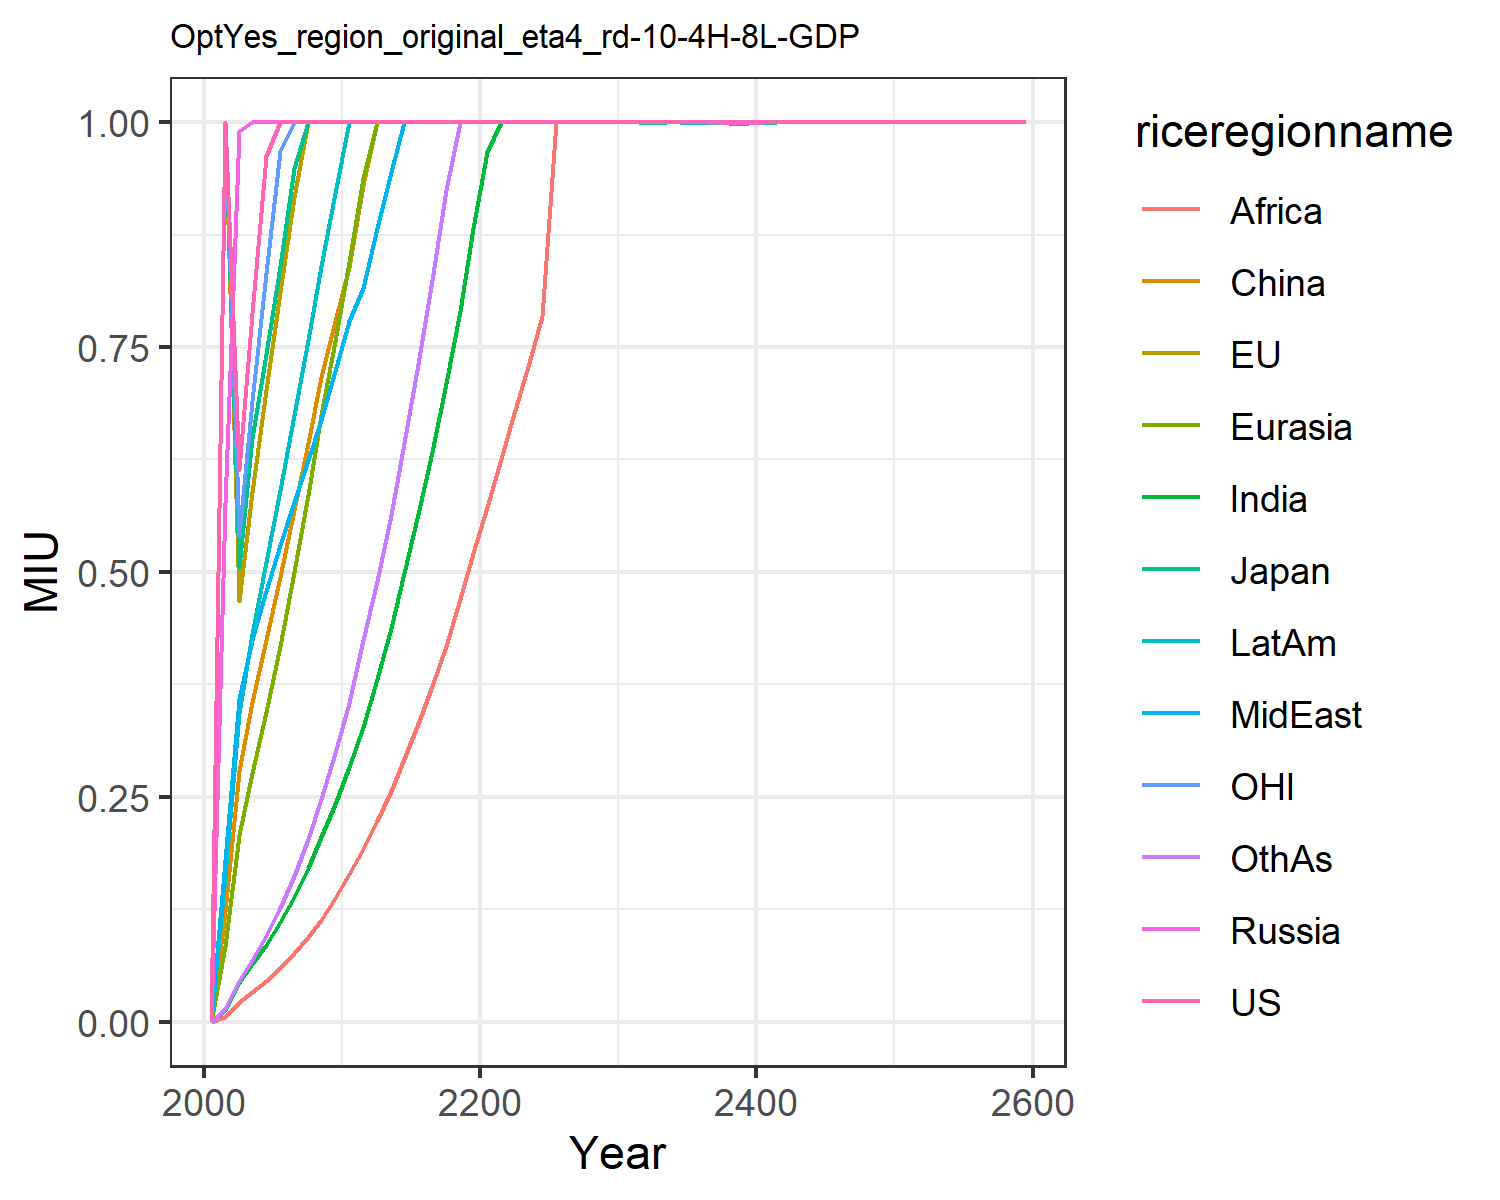 OptYes_region_original_eta4_rd-10-4H-8L-GDP
1.00
0.75
0.50
0.25
0.00
MIU
2000
2200
2400
2600
Year
riceregionname
Africa
China
EU
Eurasia
India
Japan
LatAm
MidEast
OHI
OthAs
Russia
US